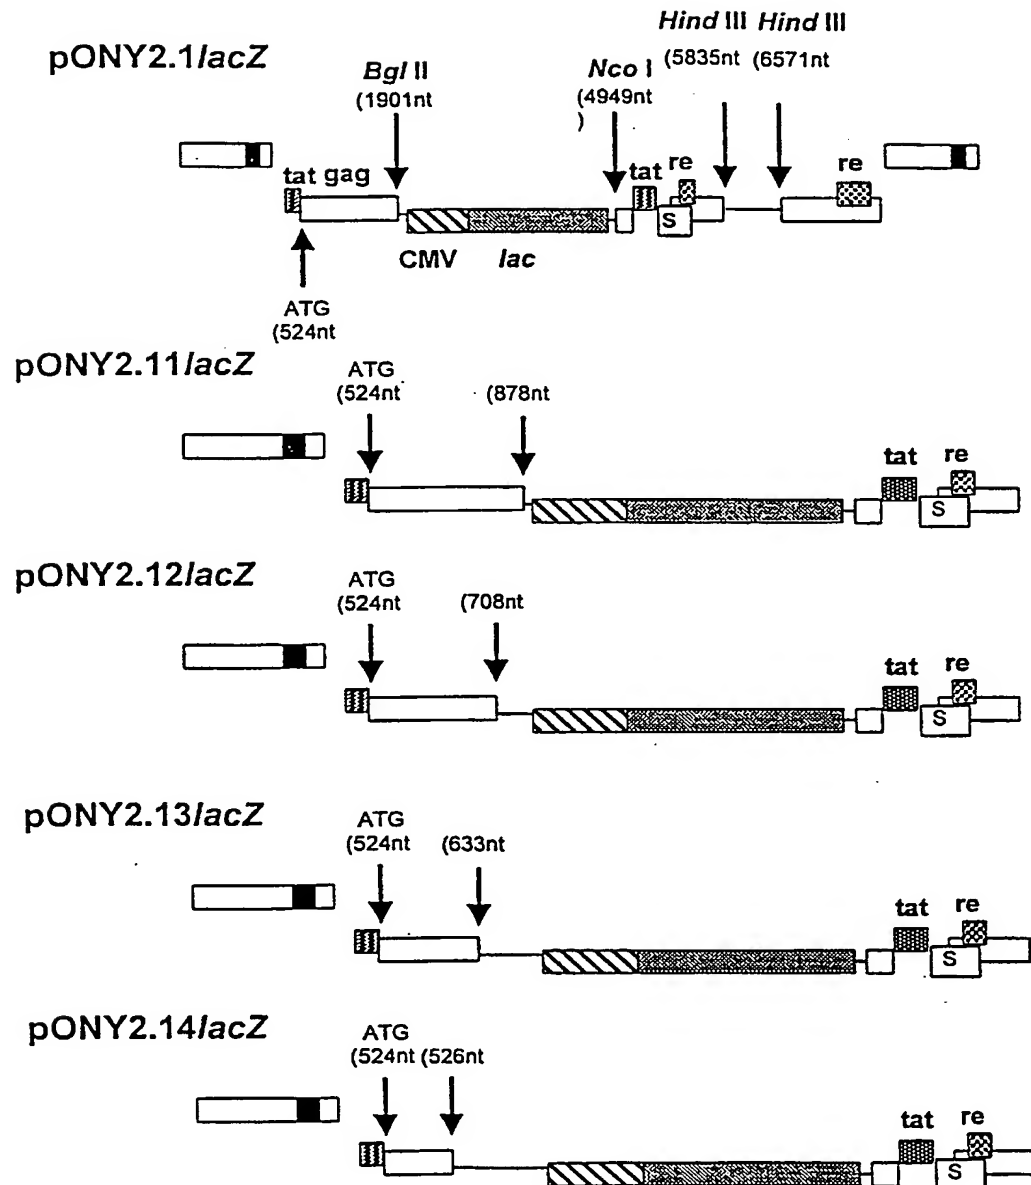 Hind III Hind III
pONY2.1lacZ
Bgl II
Nco I
(5835nt
(6571nt
(1901nt
(4949nt
)
tat gag
tat
re
re
S
CMV
lac
ATG
(524nt
pONY2.11lacZ
ATG
(524nt
(878nt
tat
re
S
pONY2.12lacZ
ATG
(524nt
(708nt
tat
re
S
pONY2.13lacZ
ATG
(524nt
(633nt
tat
re
S
pONY2.14lacZ
ATG
(524nt
(526nt
tat
re
S